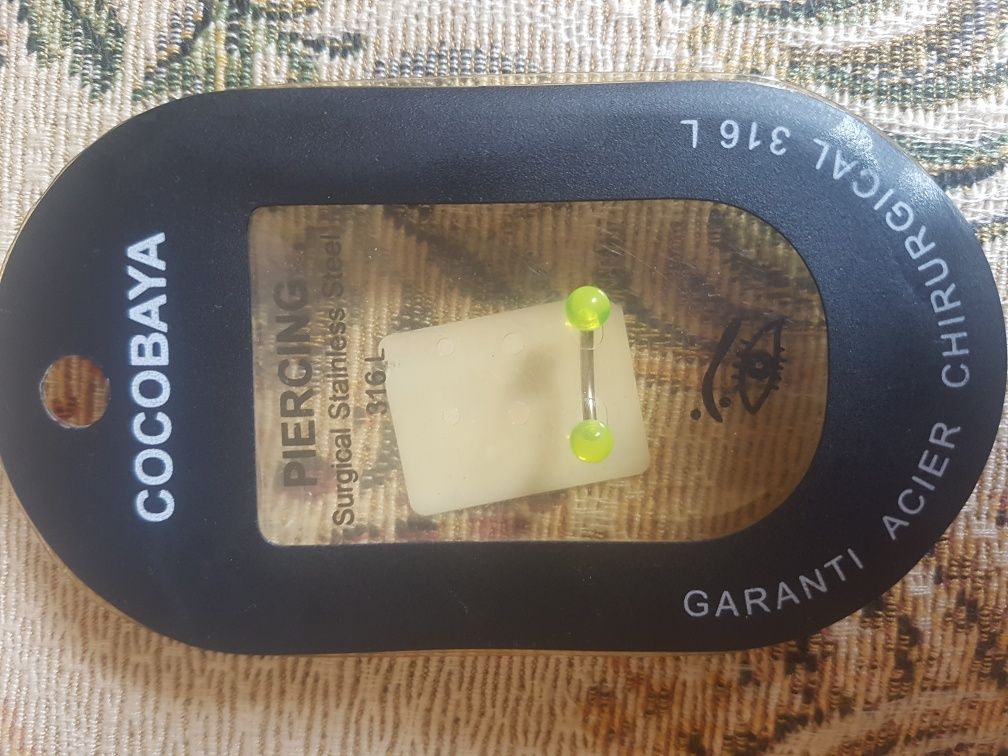 COCOBAYA
PIERCING
Surgical Stainless Steel
316 L
GARANTI ACIER CHIRURGICAL 316 L